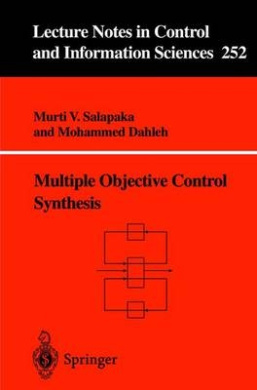 Lecture Notes in Control
and Information Sciences 252
Murti V. Salapaka
and Mohammed Dahleh
Multiple Objective Control
Synthesis
Springer